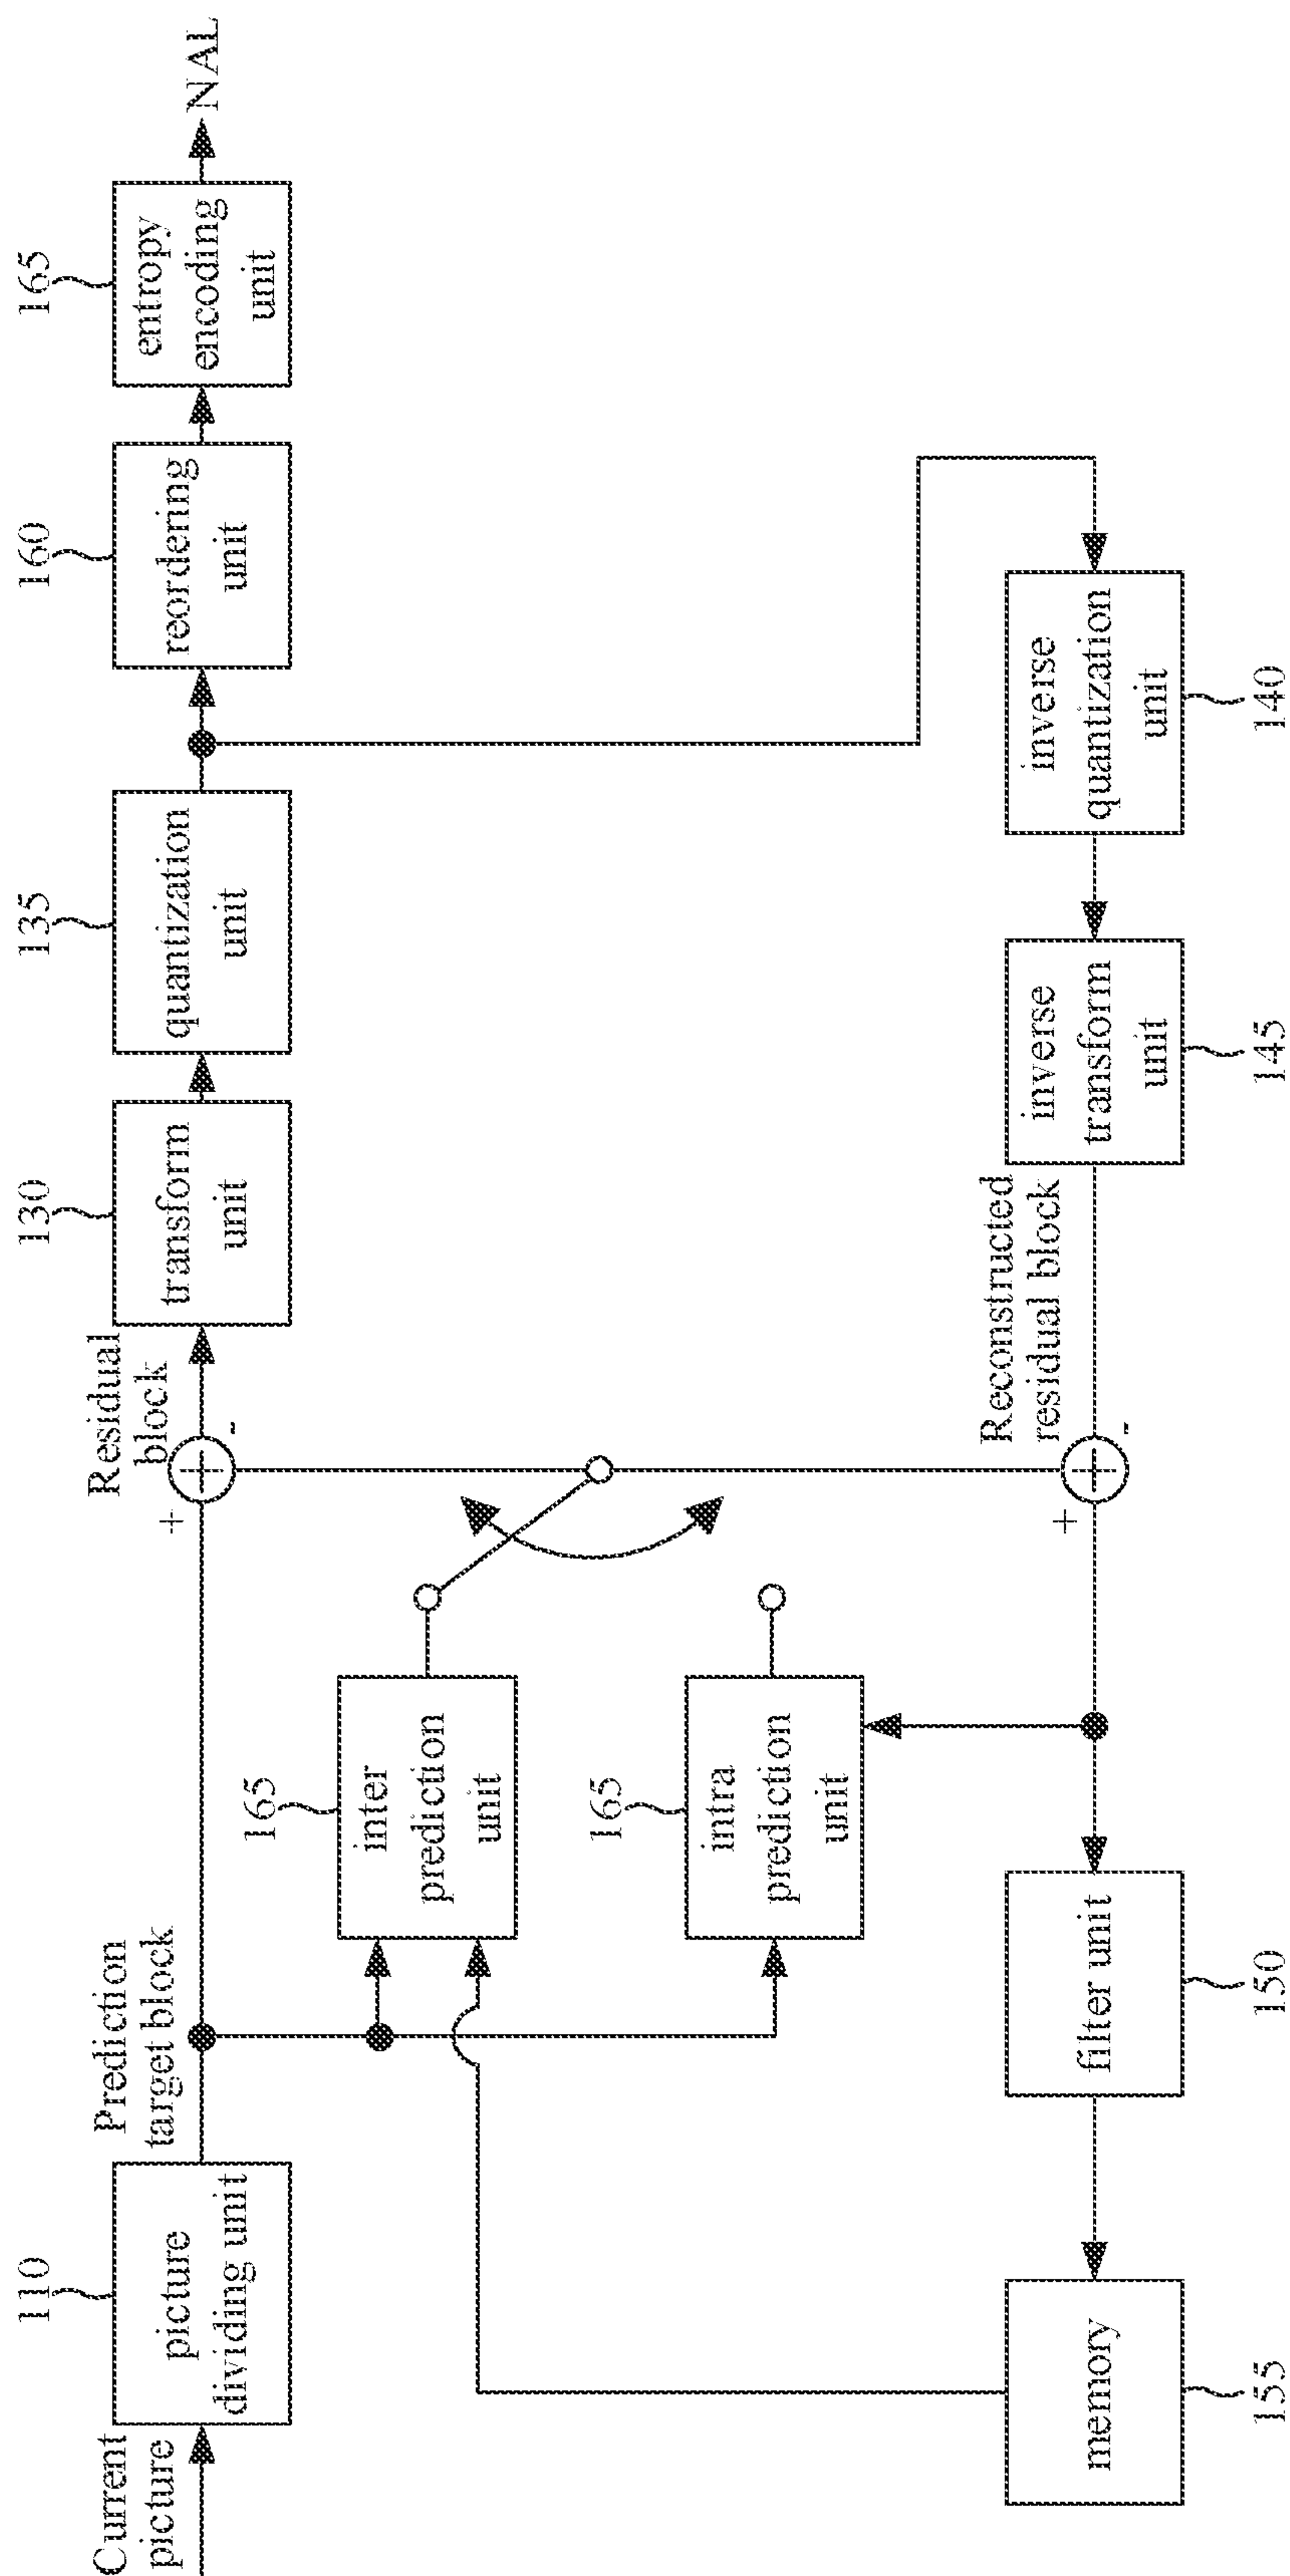 Current
picture
110
picture
dividing unit
Prediction
target block
+
-
Residual
block
130
transform
unit
135
quantization
unit
160
reordering
unit
165
entropy
encoding
unit
NAL
165
inter
prediction
unit
165
intra
prediction
unit
memory
155
filter unit
150
+
-
Reconstructed
residual block
inverse
transform
unit
145
inverse
quantization
unit
140